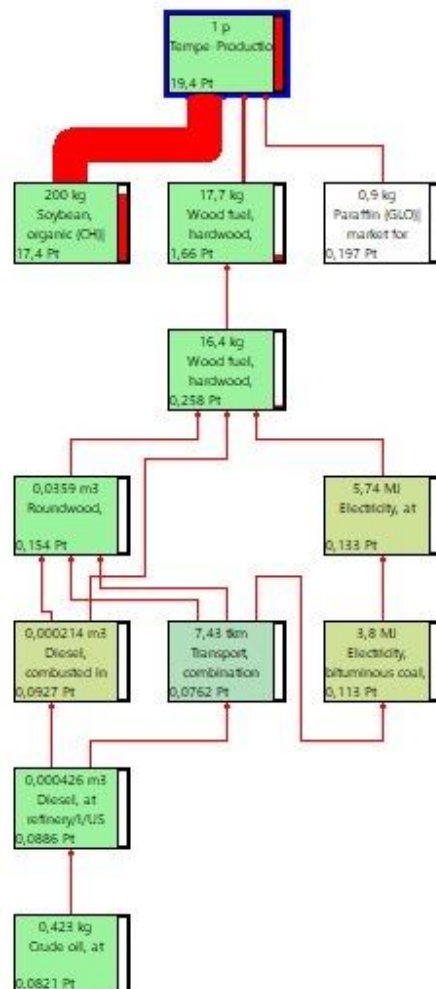 1 p
Tempe Productio
19,4 Pt
200 kg
Soybean,
organic (CH)|
17,4 Pt
17,7 kg
Wood fuel,
hardwood,
1,66 Pt
0,9 kg
Paraffin (GLO)|
market for
0,197 Pt
16,4 kg
Wood fuel,
hardwood,
0,258 Pt
0,0359 m3
Roundwood,
0,154 Pt
5,74 MJ
Electricity, at
0,133 Pt
0,000214 m3
Diesel,
combusted in
0,0927 Pt
7,43 tkm
Transport,
combination
0,0762 Pt
3,8 MJ
Electricity,
bituminous coal,
0,113 Pt
0,000426 m3
Diesel, at
refinery/l/US
0,0886 Pt
0,423 kg
Crude oil, at
0,0821 Pt